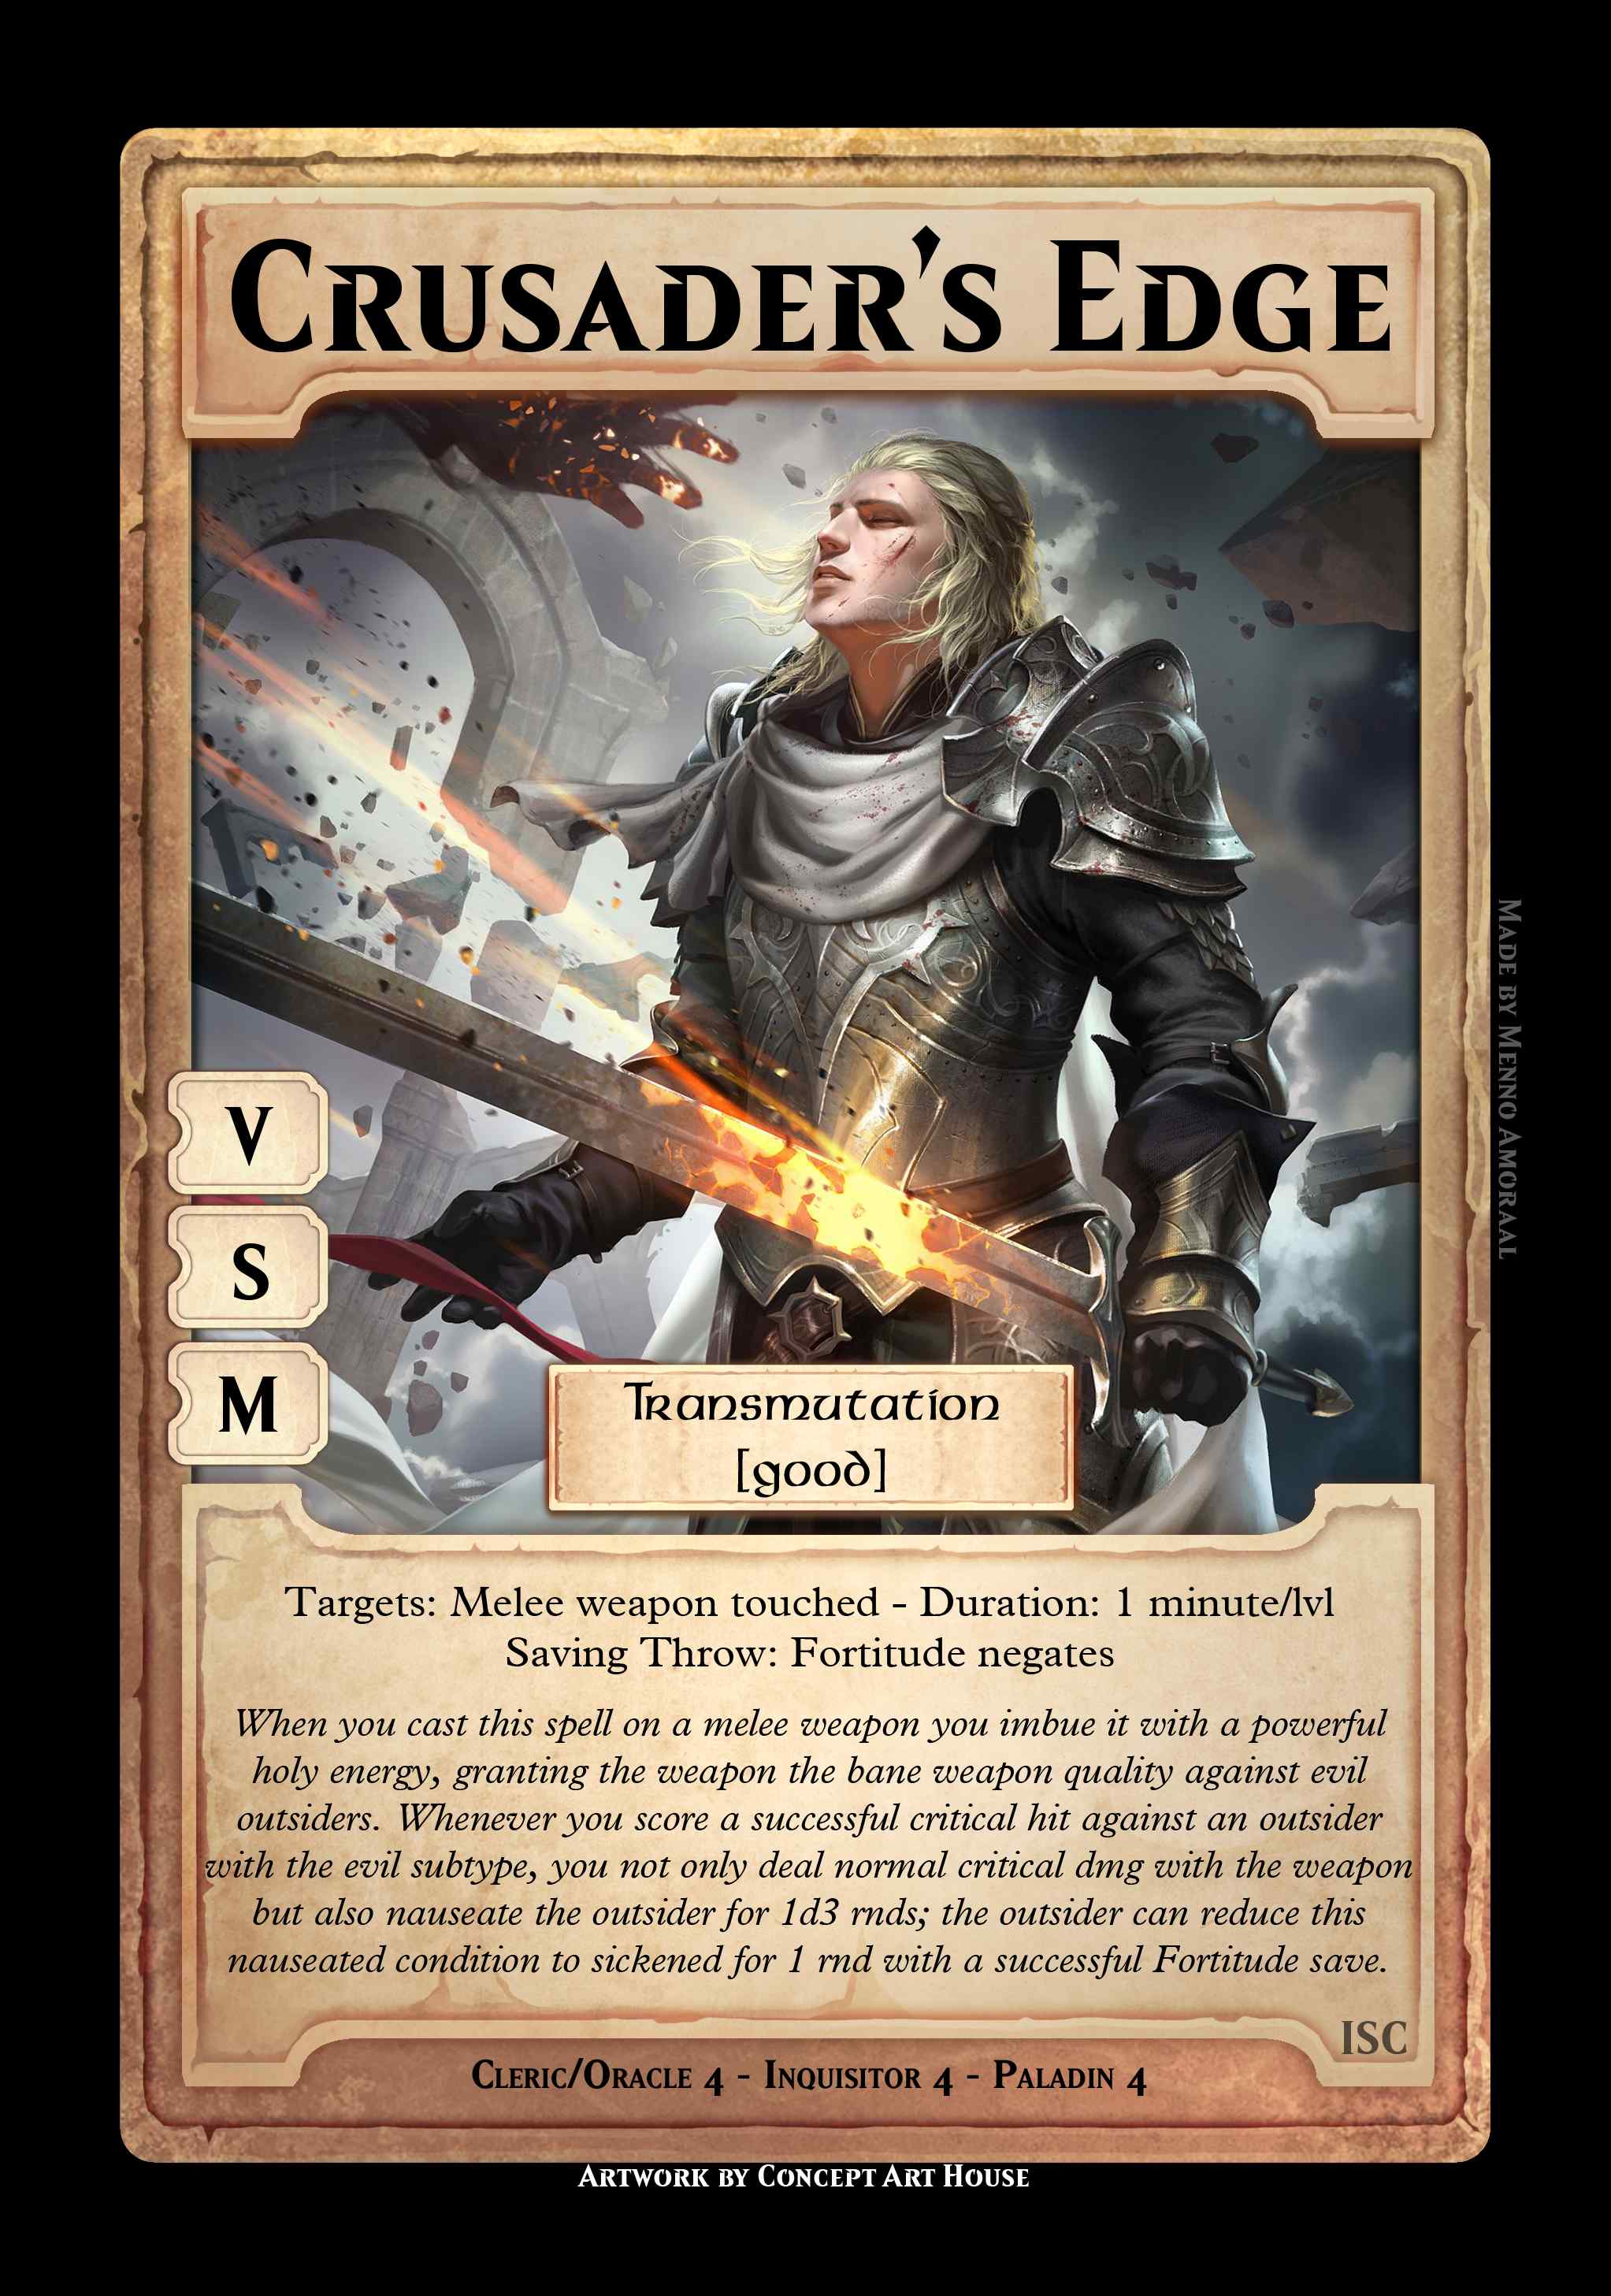 Crusader's Edge
V
S
M
Transmutation
[good]
Targets: Melee weapon touched - Duration: 1 minute/lvl
Saving Throw: Fortitude negates
When you cast this spell on a melee weapon you imbue it with a powerful
holy energy, granting the weapon the bane weapon quality against evil
outsiders. Whenever you score a successful critical hit against an outsider
with the evil subtype, you not only deal normal critical dmg with the weapon
but also nauseate the outsider for 1d3 rnds; the outsider can reduce this
nauseated condition to sickened for 1 rnd with a successful Fortitude save.
ISC
Cleric/Oracle 4 - Inquisitor 4 - Paladin 4
Artwork by Concept Art House
Made by Menno Amoraal